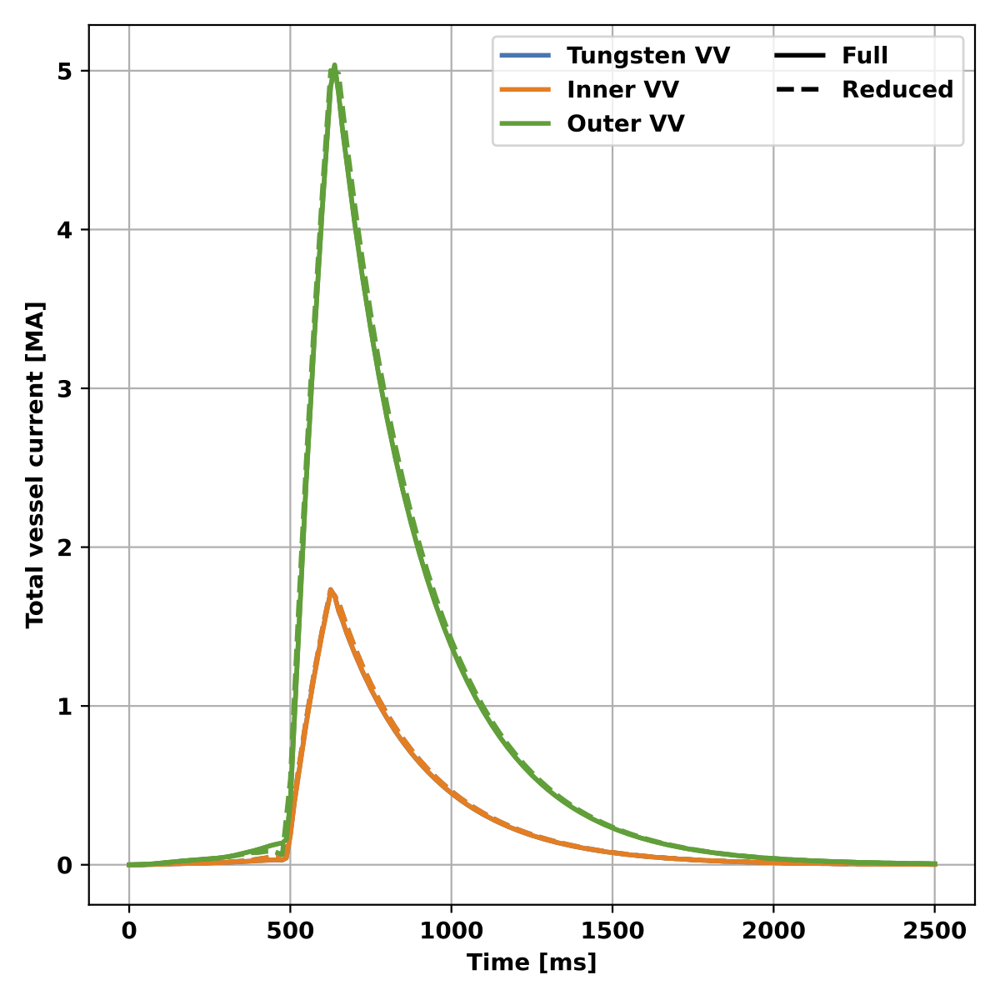 Total vessel current [MA]
5
4
3
2
1
0
0 500 1000 1500 2000 2500
Time [ms]
Tungsten VV
Inner VV
Outer VV
Full
Reduced